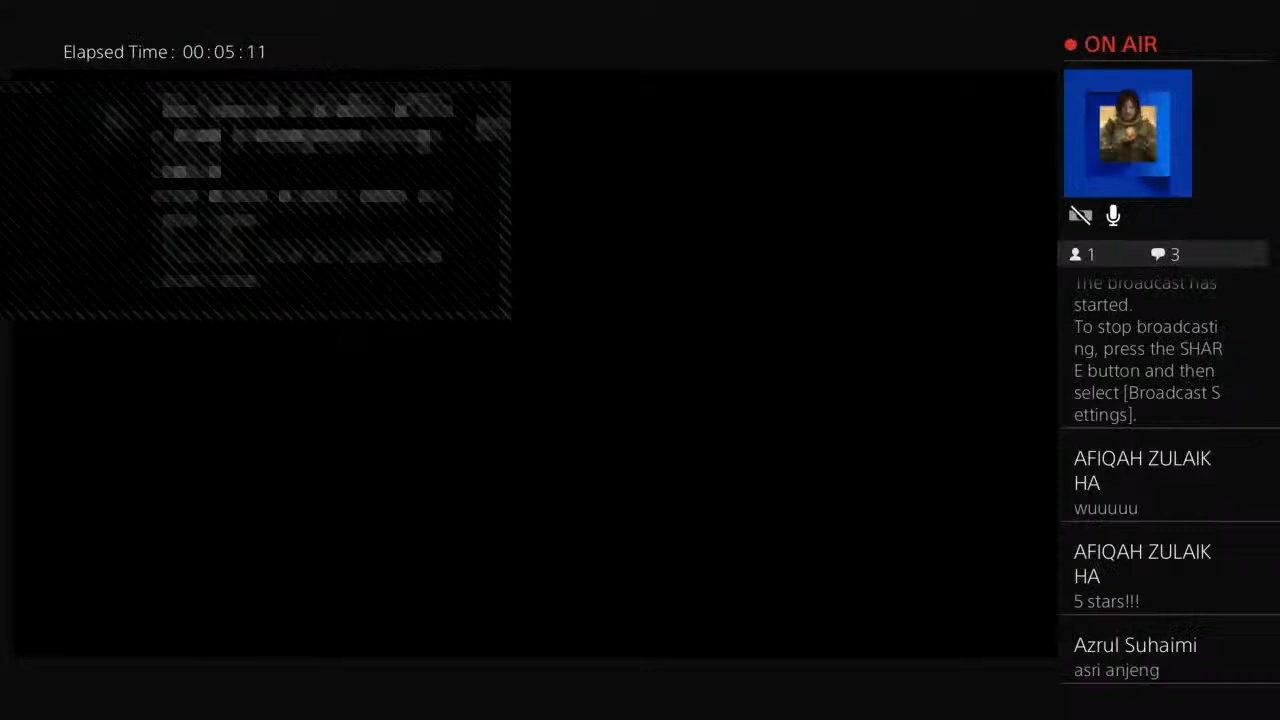 Elapsed Time: 00:05:11
ON AIR
1
3
The broadcast has
started.
To stop broadcasti
ng, press the SHAR
E button and then
select [Broadcast S
ettings].
AFIQAH ZULAIK
HA
wuuuuu
AFIQAH ZULAIK
HA
5 stars!!!
Azrul Suhaimi
asri anjeng